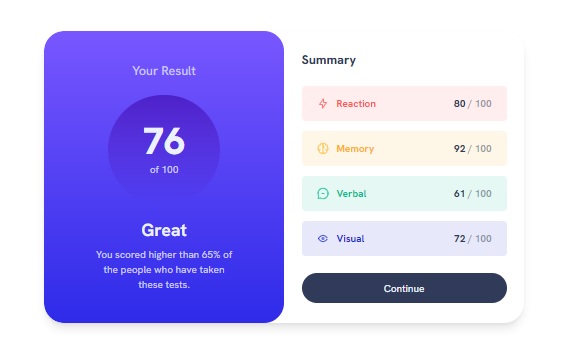 Your Result
76
of 100
Great
You scored higher than 65% of
the people who have taken
these tests.
Summary
Reaction 80 / 100
Memory 92 / 100
Verbal 61 / 100
Visual 72 / 100
Continue